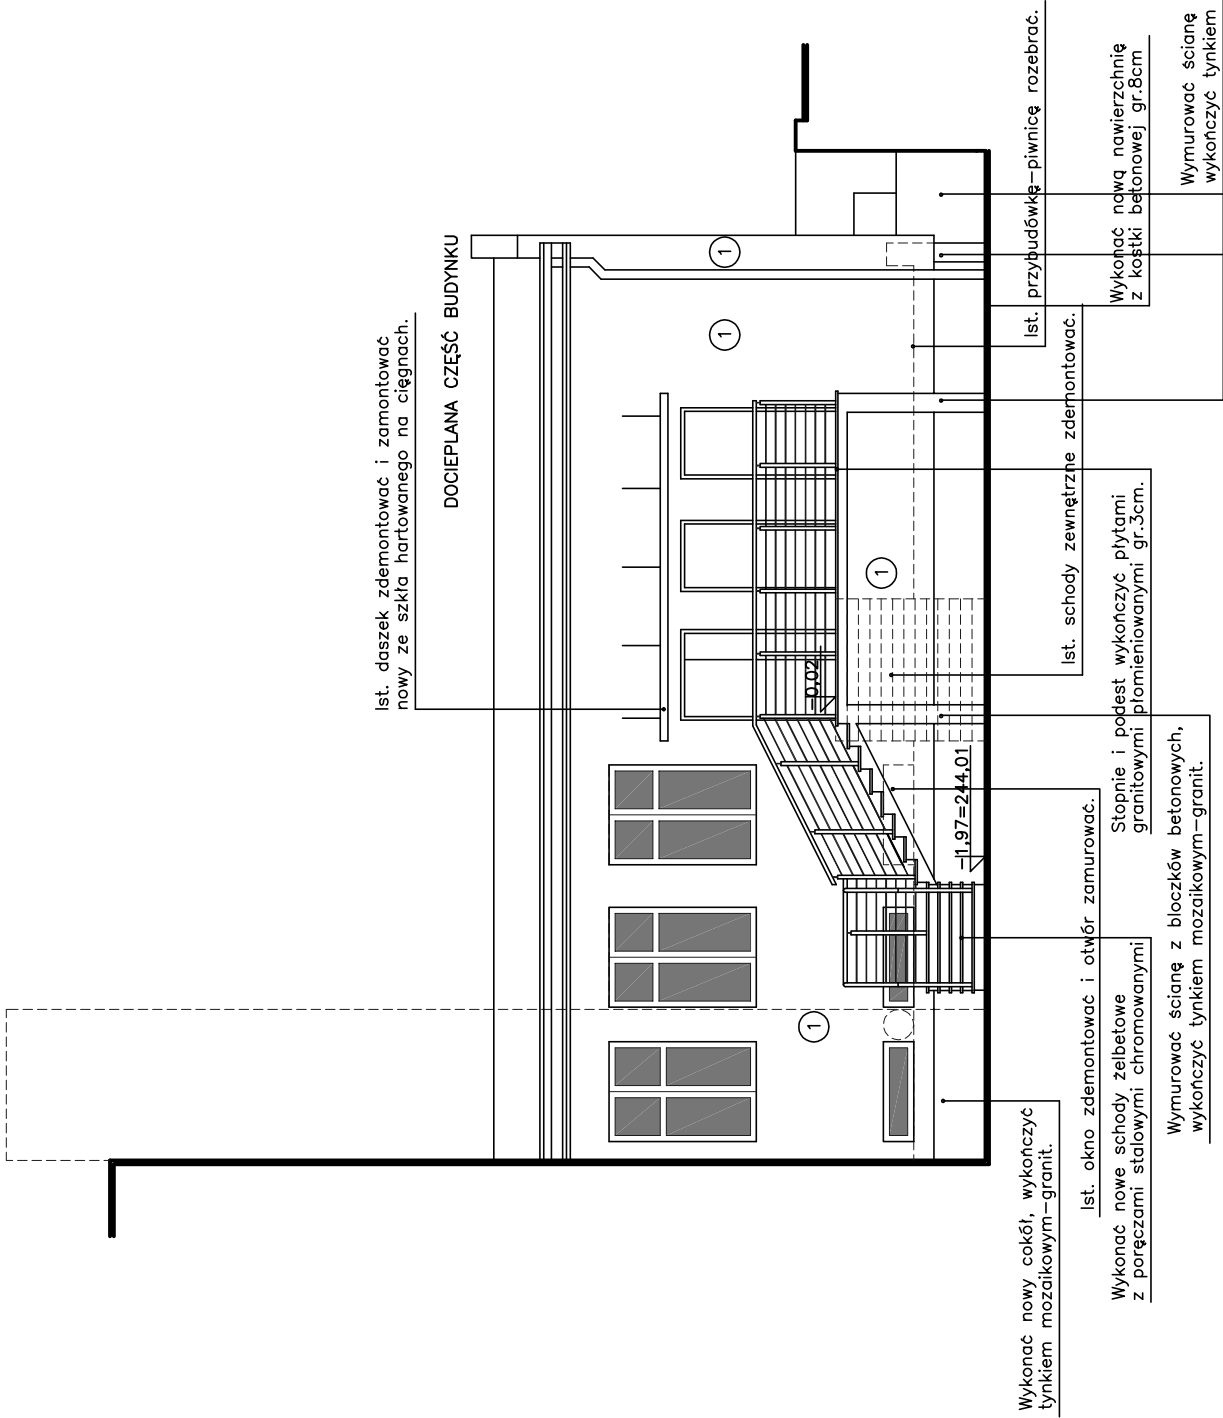 Ist. daszek zdemontować i zamontować
nowy ze szkła hartowanego na cięgnach.
DOCIEPLANA CZĘŚĆ BUDYNKU
1
1
1
1
-0,02
-1,97=244,01
Wykonać nowy cokół, wykończyć
tynkiem mozaikowym-granit.
Ist. okno zdemontować i otwór zamurować.
Wykonać nowe schody żelbetowe
z poręczami stalowymi chromowanymi
Wymurować ścianę z bloczków betonowych,
wykończyć tynkiem mozaikowym-granit.
Stopnie i podest wykończyć płytami
granitowymi płomieniowanymi gr.3cm.
Ist. schody zewnętrzne zdemontować.
Ist. przybudówkę-piwnicę rozebrać.
Wykonać nową nawierzchnię
z kostki betonowej gr.8cm
Wymurować ścianę
wykończyć tynkiem